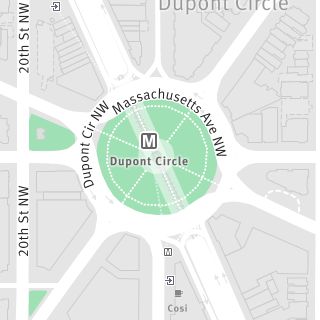 Dupont Circle
20th St NW
Dupont Cir NW
Massachusetts Ave NW
M
Dupont Circle
20th St NW
M
Cosi